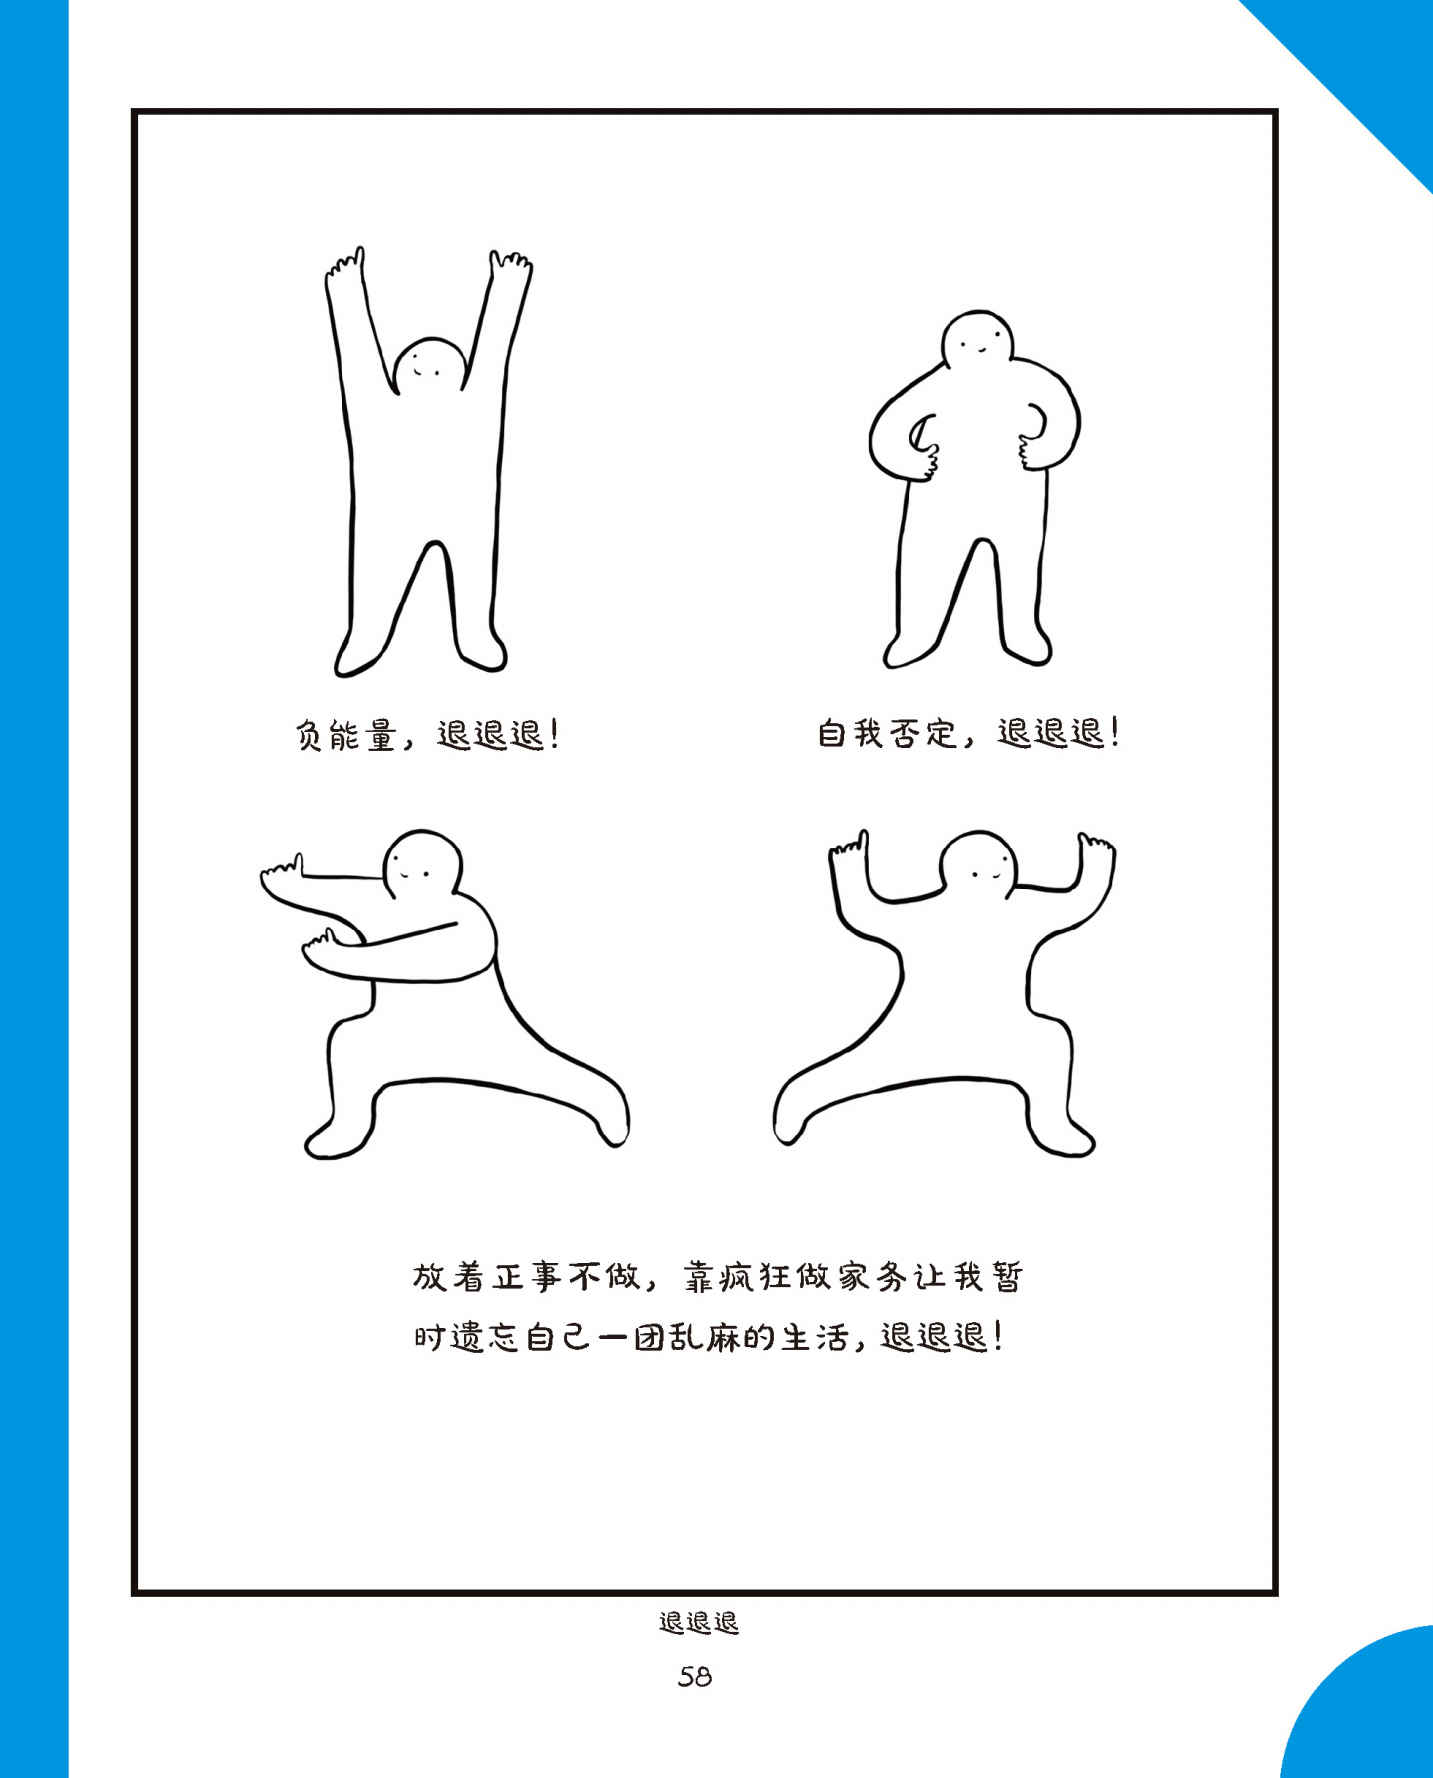 负能量，退退退！
自我否定，退退退！
放着正事不做，靠疯狂做家务让我暂
时遗忘自己一团乱麻的生活，退退退！
退退退
58